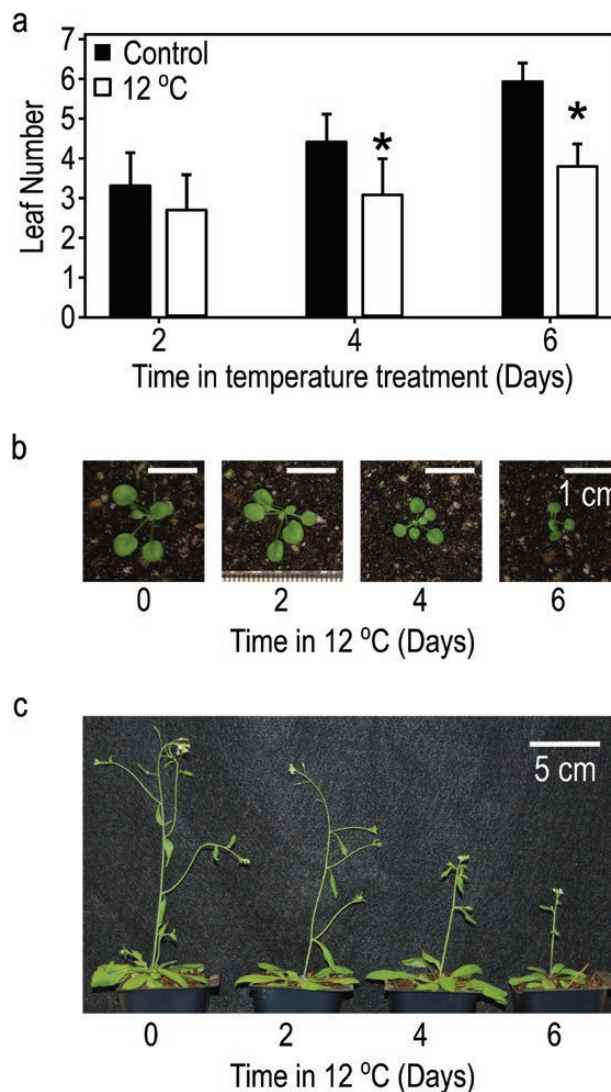 a
7
6
5
4
3
2
1
0
Leaf Number
Control
12 °C
*
*
2 4 6
Time in temperature treatment (Days)
b
1 cm
0 2 4 6
Time in 12 °C (Days)
c
5 cm
0 2 4 6
Time in 12 °C (Days)